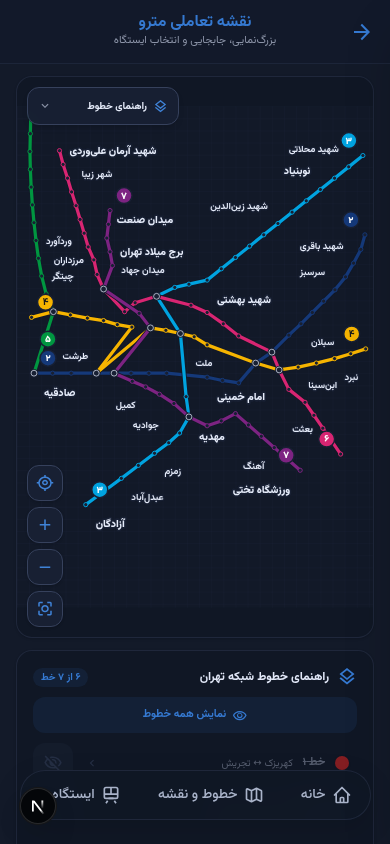 نقشه تعاملی مترو
بزرگ‌نمایی، جابجایی و انتخاب ایستگاه
راهنمای خطوط
شهید آرمان علی‌وردی
شهید محلاتی
۳
شهر زیبا
نوبنیاد
۷
شهید زین‌الدین
میدان صنعت
۲
وردآورد
شهید باقری
برج میلاد تهران
مرزداران
میدان جهاد
سرسبز
چیتگر
۴
شهید بهشتی
۵
۴
سبلان
۲
طرشت
ملت
نبرد
صادقیه
ابن‌سینا
امام خمینی
کمیل
جوادیه
بعثت
مهدیه
۶
۷
آهنگ
زمزم
۳
عبدل‌آباد
ورزشگاه تختی
آزادگان
راهنمای خطوط شبکه تهران
۶ از ۷ خط
نمایش همه خطوط
خط ۱
کهریزک ↔ تجریش
خانه
خطوط و نقشه
ایستگاه
N